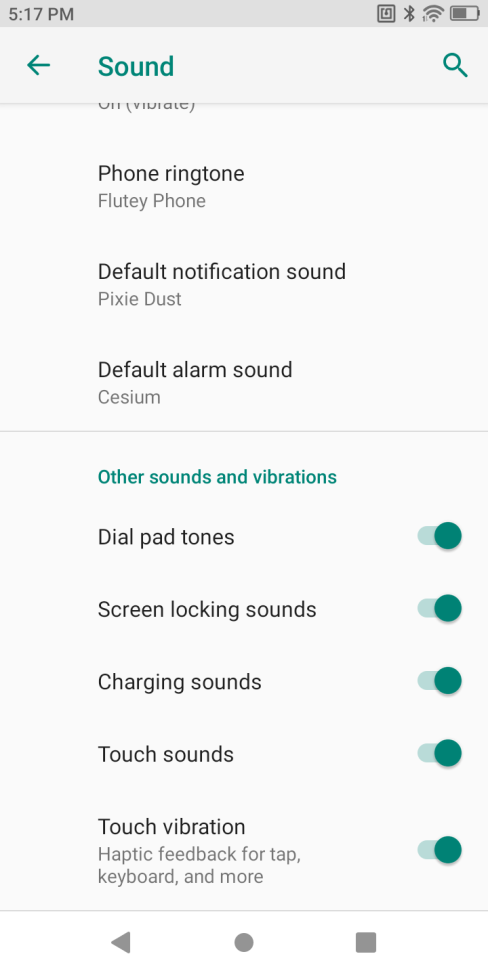 5:17 PM
Sound
On (vibrate)
Phone ringtone
Flutey Phone
Default notification sound
Pixie Dust
Default alarm sound
Cesium
Other sounds and vibrations
Dial pad tones
Screen locking sounds
Charging sounds
Touch sounds
Touch vibration
Haptic feedback for tap,
keyboard, and more